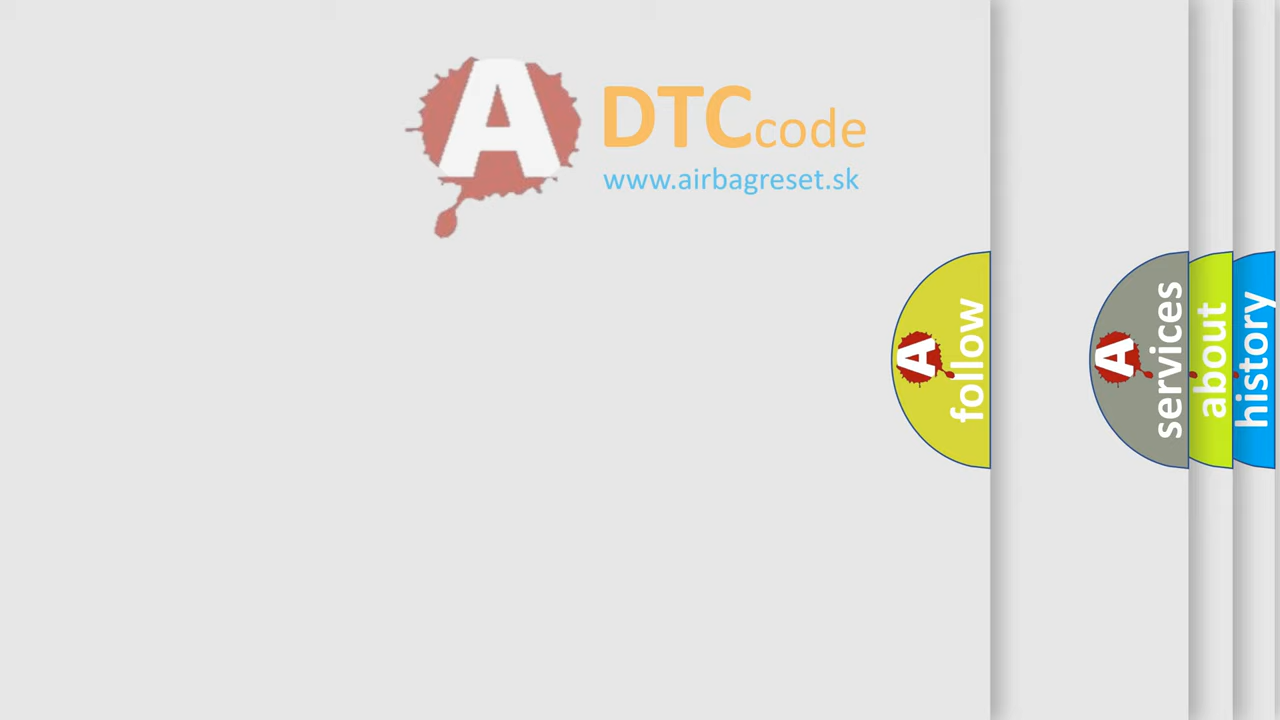 A DTCcode
www.airbagreset.sk
A follow
A services
about
history